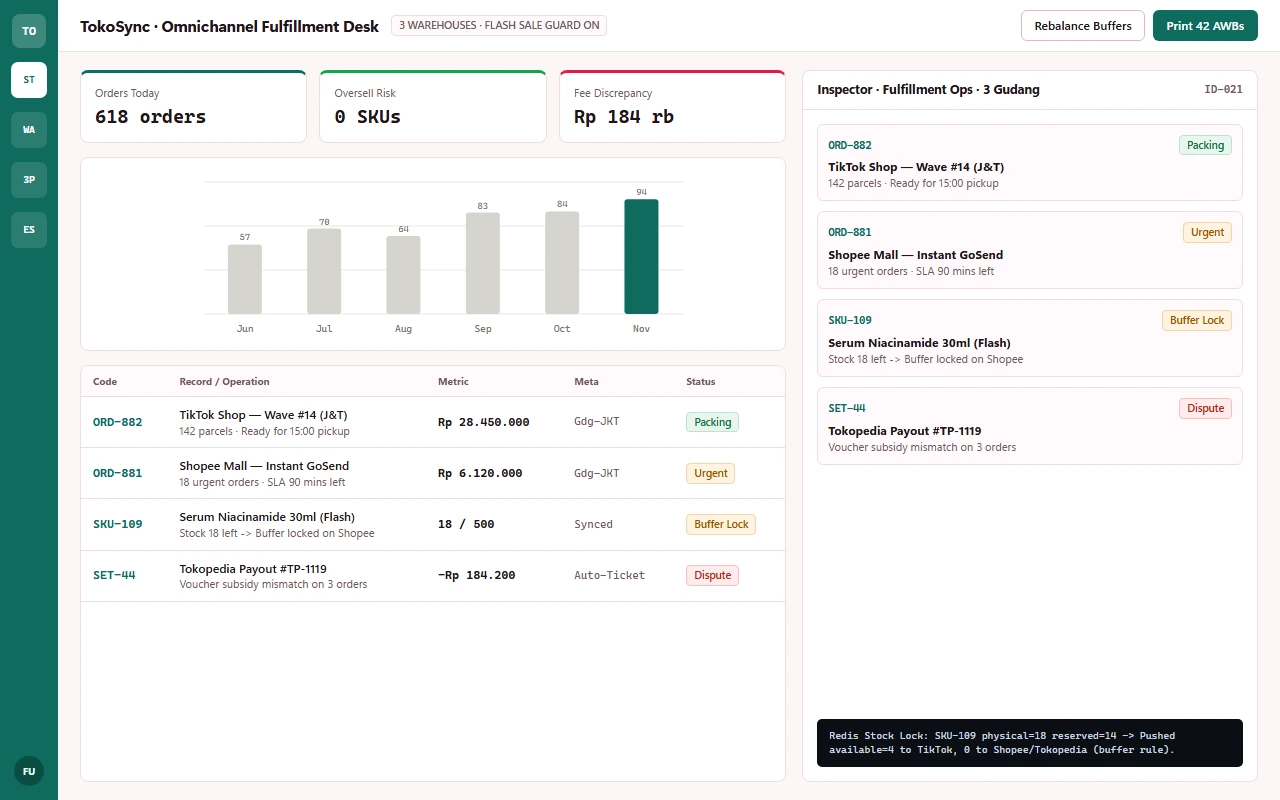 TO
ST
WA
3P
ES
FU
TokoSync · Omnichannel Fulfillment Desk
3 WAREHOUSES · FLASH SALE GUARD ON
Rebalance Buffers
Print 42 AWBs
Orders Today
618 orders
Oversell Risk
0 SKUs
Fee Discrepancy
Rp 184 rb
57
70
64
83
84
94
Jun
Jul
Aug
Sep
Oct
Nov
Code
Record / Operation
Metric
Meta
Status
ORD-882
TikTok Shop — Wave #14 (J&T)
142 parcels · Ready for 15:00 pickup
Rp 28.450.000
Gdg-JKT
Packing
ORD-881
Shopee Mall — Instant GoSend
18 urgent orders · SLA 90 mins left
Rp 6.120.000
Gdg-JKT
Urgent
SKU-109
Serum Niacinamide 30ml (Flash)
Stock 18 left -> Buffer locked on Shopee
18 / 500
Synced
Buffer Lock
SET-44
Tokopedia Payout #TP-1119
Voucher subsidy mismatch on 3 orders
-Rp 184.200
Auto-Ticket
Dispute
Inspector · Fulfillment Ops · 3 Gudang
ID-021
ORD-882
Packing
TikTok Shop — Wave #14 (J&T)
142 parcels · Ready for 15:00 pickup
ORD-881
Urgent
Shopee Mall — Instant GoSend
18 urgent orders · SLA 90 mins left
SKU-109
Buffer Lock
Serum Niacinamide 30ml (Flash)
Stock 18 left -> Buffer locked on Shopee
SET-44
Dispute
Tokopedia Payout #TP-1119
Voucher subsidy mismatch on 3 orders
Redis Stock Lock: SKU-109 physical=18 reserved=14 -> Pushed
available=4 to TikTok, 0 to Shopee/Tokopedia (buffer rule).